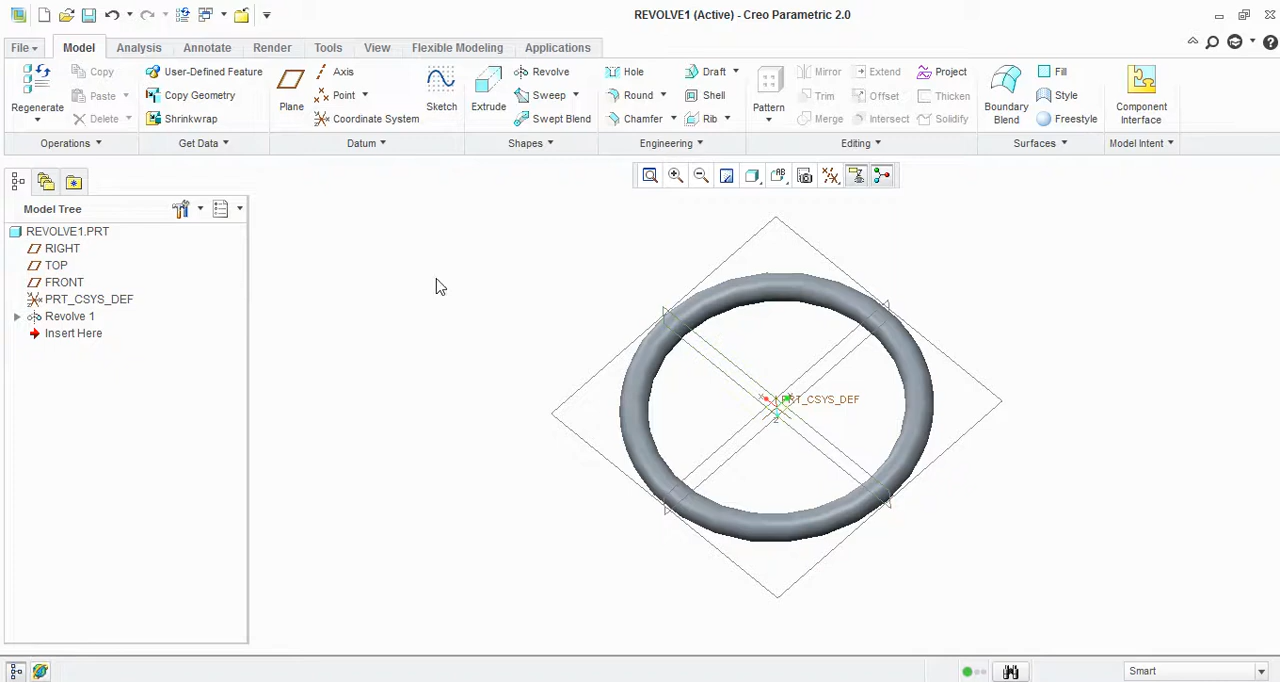 REVOLVE1 (Active) - Creo Parametric 2.0
File Model Analysis Annotate Render Tools View Flexible Modeling Applications
Regenerate Copy Paste Delete
Operations
User-Defined Feature
Copy Geometry
Shrinkwrap
Get Data
Plane Axis Point Coordinate System Sketch
Datum
Extrude Revolve Sweep Swept Blend
Shapes
Hole Round Chamfer Draft Shell Rib
Engineering
Pattern Mirror Trim Merge Extend Offset Intersect Project Thicken Solidify
Editing
Boundary Blend Fill Style Freestyle
Surfaces
Component Interface
Model Intent
Model Tree
REVOLVE1.PRT
RIGHT
TOP
FRONT
PRT_CSYS_DEF
Revolve 1
Insert Here
PRT_CSYS_DEF
Z
Smart